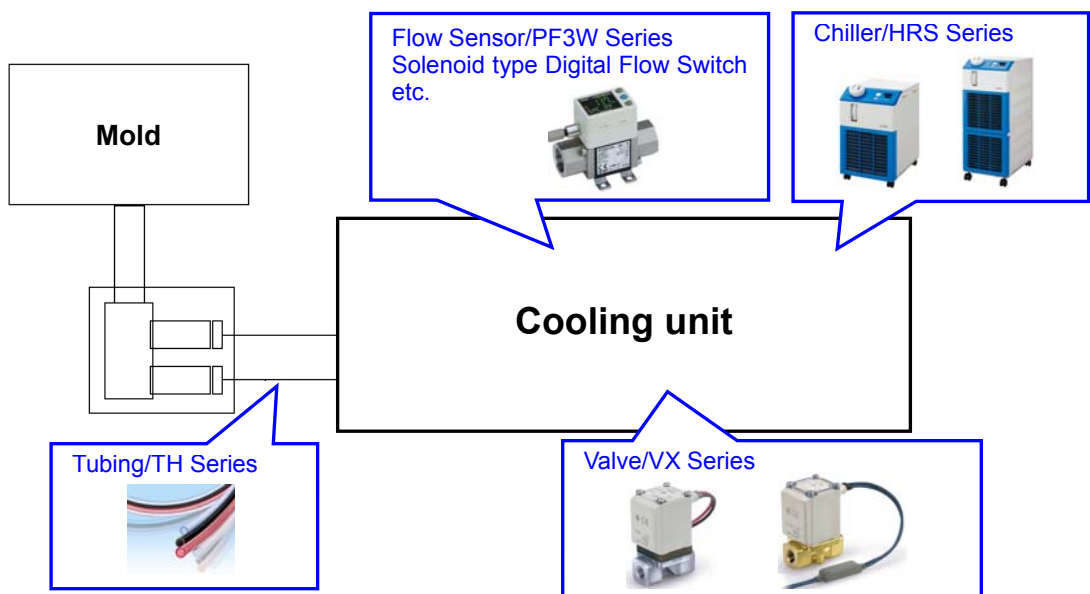 Flow Sensor/PF3W Series
Solenoid type Digital Flow Switch
etc.
Chiller/HRS Series
Mold
Cooling unit
Tubing/TH Series
Valve/VX Series